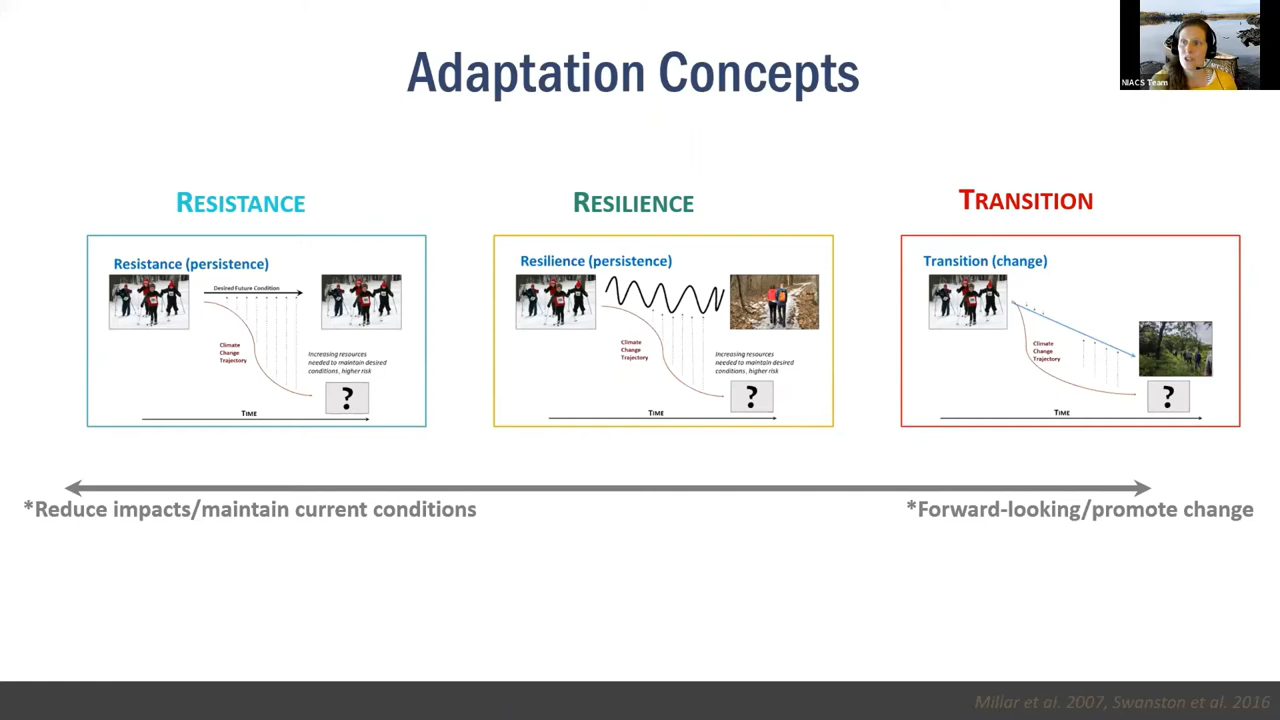 Adaptation Concepts
NIACS Team
RESISTANCE
Resistance (persistence)
Desired Future Condition
Climate
Change
Trajectory
Increasing resources
needed to maintain desired
conditions, higher risk
?
TIME
RESILIENCE
Resilience (persistence)
Climate
Change
Trajectory
Increasing resources
needed to maintain desired
conditions, higher risk
?
TIME
TRANSITION
Transition (change)
Climate
Change
Trajectory
?
TIME
*Reduce impacts/maintain current conditions
*Forward-looking/promote change
Millar et al. 2007, Swanston et al. 2016